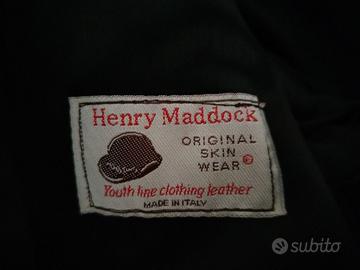 Henry Maddock
ORIGINAL
SKIN
WEAR ®
Youth line clothing leather
MADE IN ITALY
subito